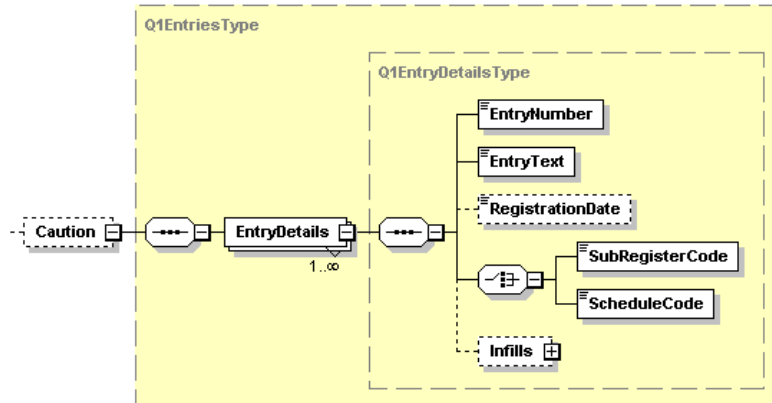 Q1EntriesType
Q1EntryDetailsType
EntryNumber
EntryText
Caution
EntryDetails
1..∞
RegistrationDate
SubRegisterCode
ScheduleCode
Infills